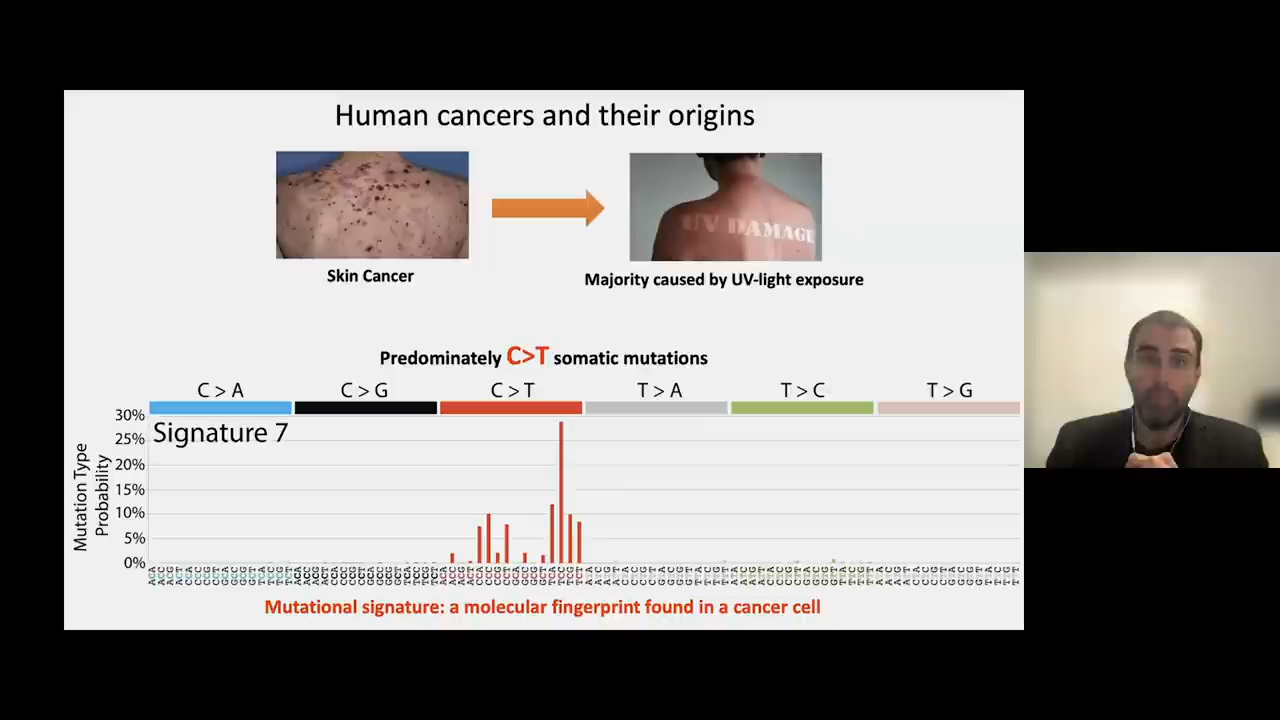 Human cancers and their origins
UV DAMAGE
Skin Cancer
Majority caused by UV-light exposure
Predominately C>T somatic mutations
C > A
C > G
C > T
T > A
T > C
T > G
30%
Signature 7
25%
20%
15%
10%
5%
0%
Mutation Type
Probability
Mutational signature: a molecular fingerprint found in a cancer cell